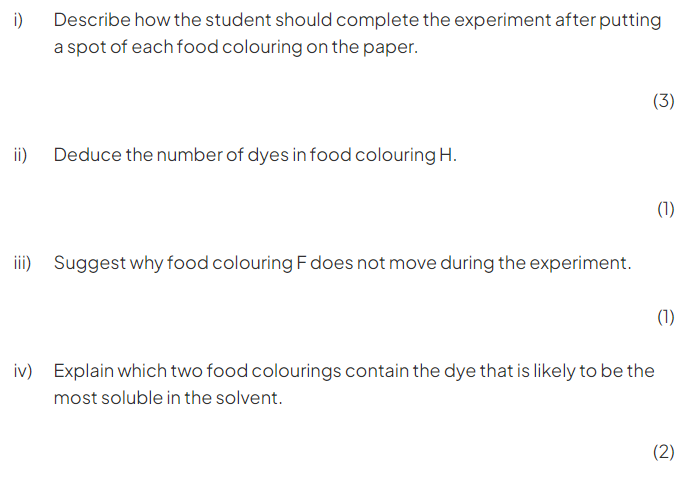 i) Describe how the student should complete the experiment after putting
a spot of each food colouring on the paper.
(3)
ii) Deduce the number of dyes in food colouring H.
(1)
iii) Suggest why food colouring F does not move during the experiment.
(1)
iv) Explain which two food colourings contain the dye that is likely to be the
most soluble in the solvent.
(2)